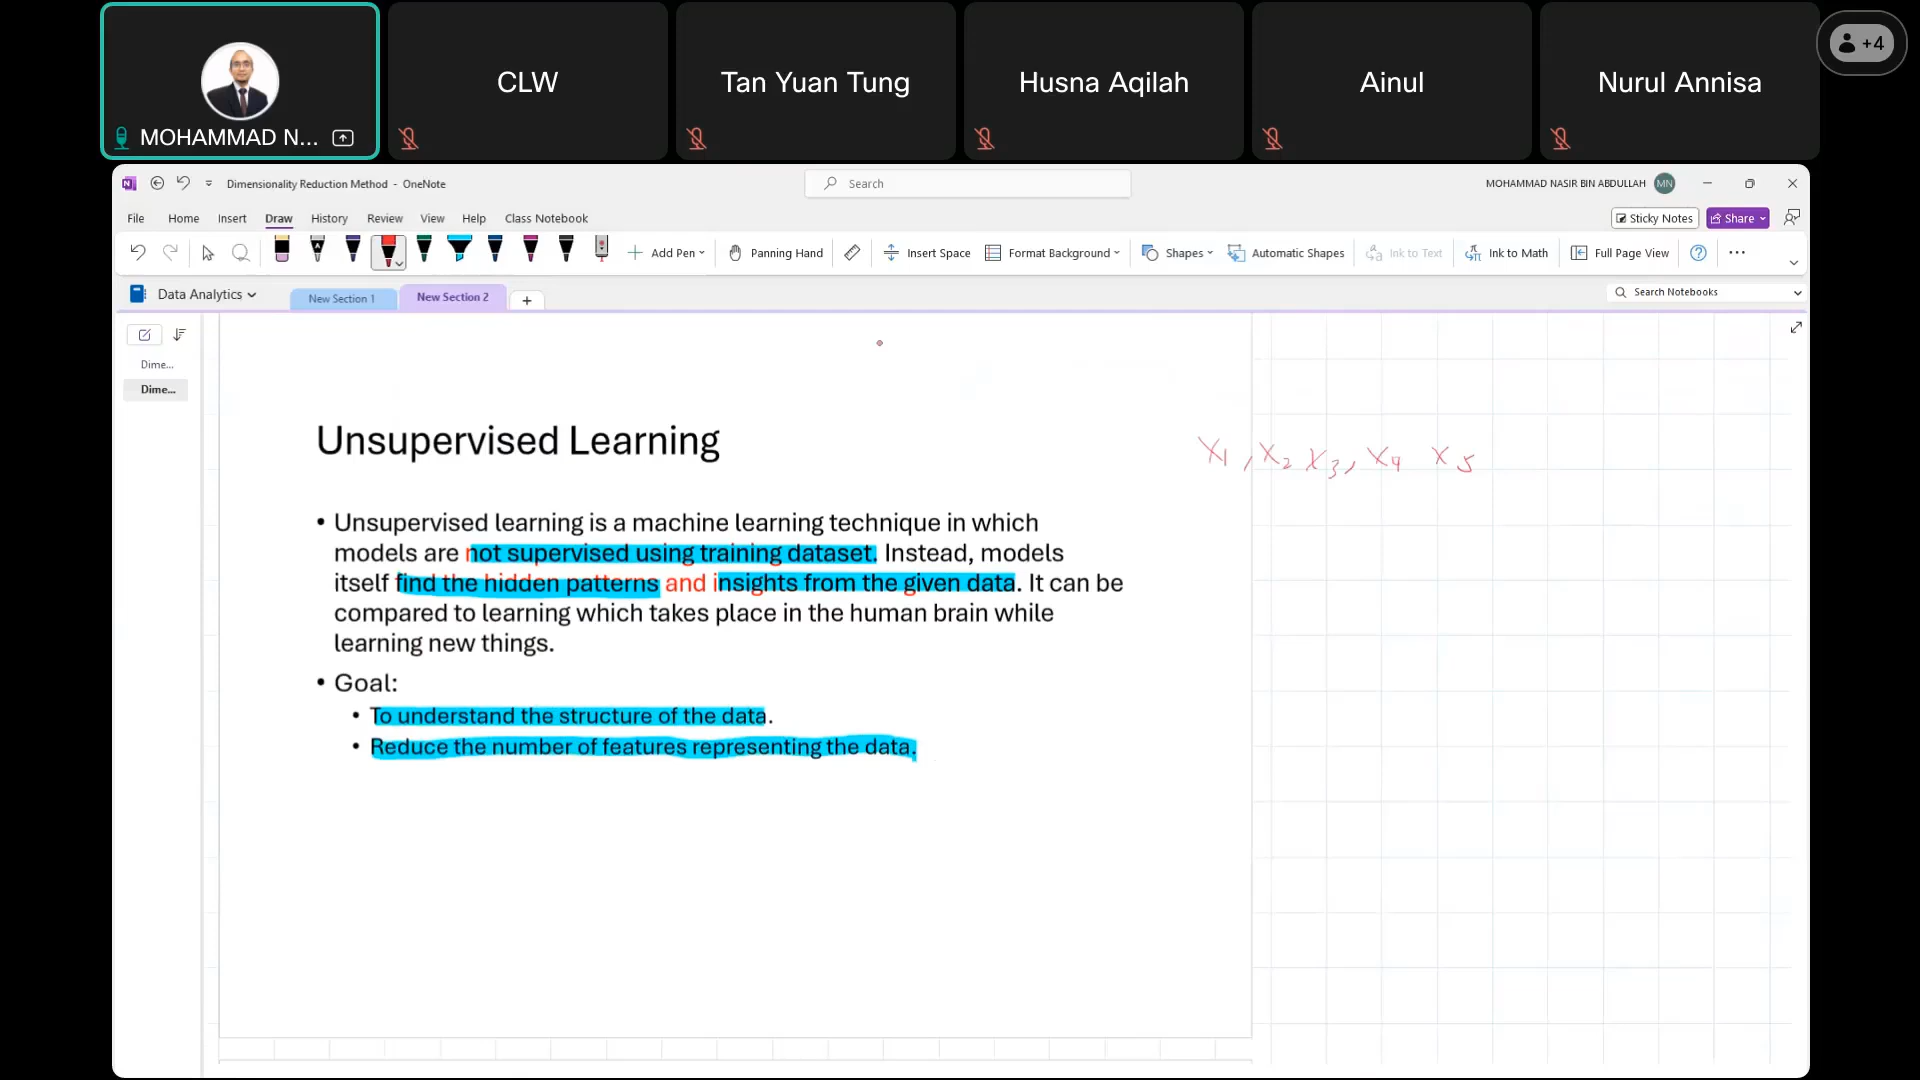 CLW
Tan Yuan Tung
Husna Aqilah
Ainul
Nurul Annisa
+4
MOHAMMAD N...
Dimensionality Reduction Method - OneNote
Search
MOHAMMAD NASIR BIN ABDULLAH
MN
File Home Insert Draw History Review View Help Class Notebook
Sticky Notes
Share
Add Pen
Panning Hand
Insert Space
Format Background
Shapes
Automatic Shapes
Ink to Text
Ink to Math
Full Page View
Data Analytics
New Section 1
New Section 2
Search Notebooks
Dime...
Dime...
Unsupervised Learning
X1, X2 X3, X4 X5
• Unsupervised learning is a machine learning technique in which
models are not supervised using training dataset. Instead, models
itself find the hidden patterns and insights from the given data. It can be
compared to learning which takes place in the human brain while
learning new things.
• Goal:
• To understand the structure of the data.
• Reduce the number of features representing the data.